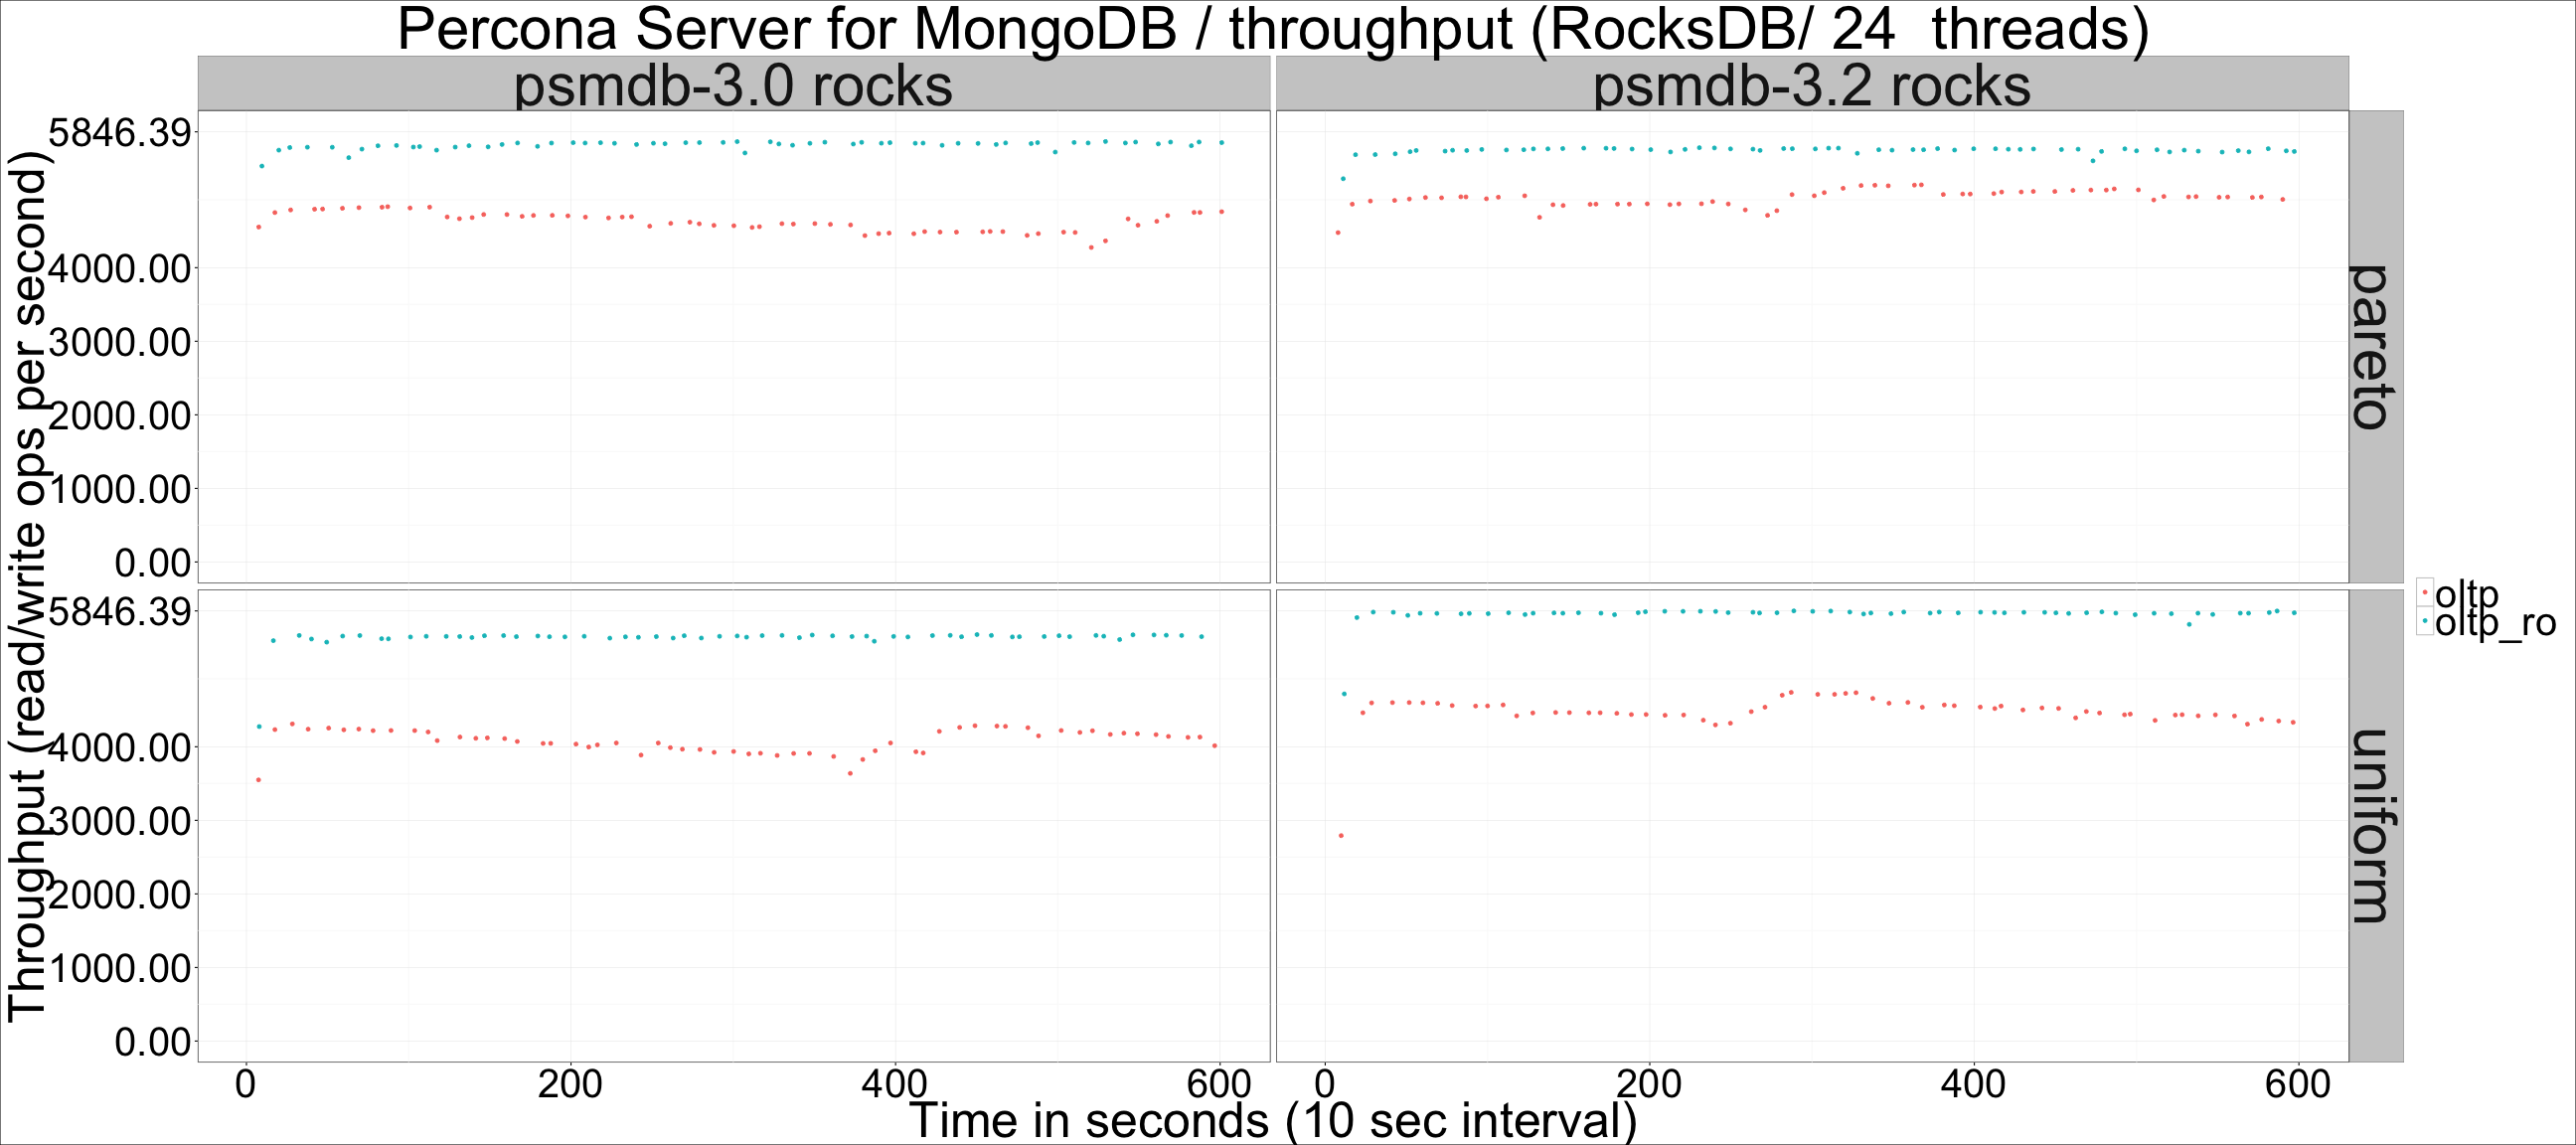 Percona Server for MongoDB / throughput (RocksDB/ 24  threads)
psmdb-3.0 rocks
psmdb-3.2 rocks
Throughput (read/write ops per second)
5846.39
4000.00
3000.00
2000.00
1000.00
0.00
pareto
5846.39
4000.00
3000.00
2000.00
1000.00
0.00
uniform
oltp
oltp_ro
0 200 400 600
0 200 400 600
Time in seconds (10 sec interval)